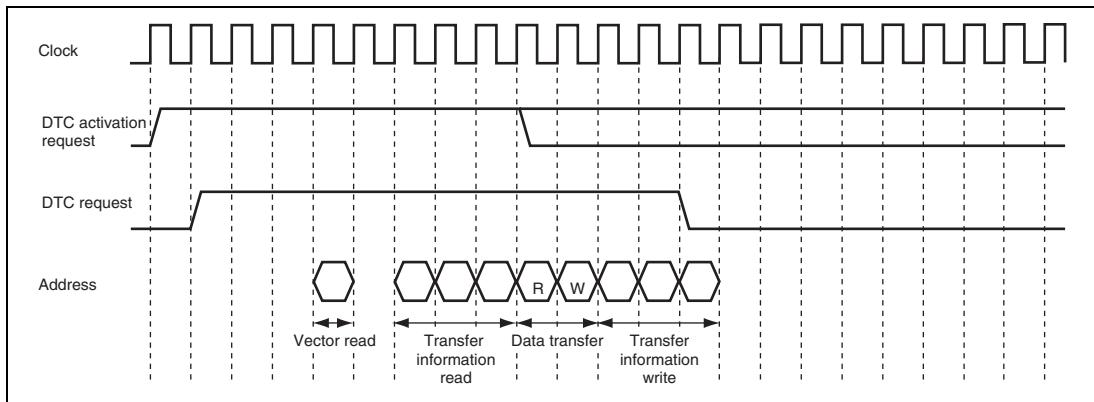 Clock
DTC activation
request
DTC request
Address
R W
Vector read
Transfer
information
read
Data transfer
Transfer
information
write